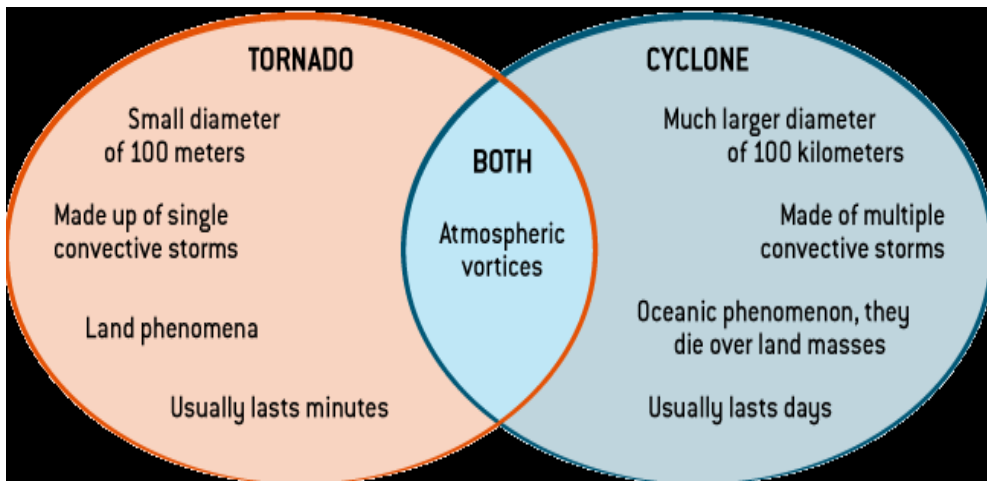 TORNADO
Small diameter
of 100 meters
Made up of single
convective storms
Land phenomena
Usually lasts minutes
BOTH
Atmospheric
vortices
CYCLONE
Much larger diameter
of 100 kilometers
Made of multiple
convective storms
Oceanic phenomenon, they
die over land masses
Usually lasts days